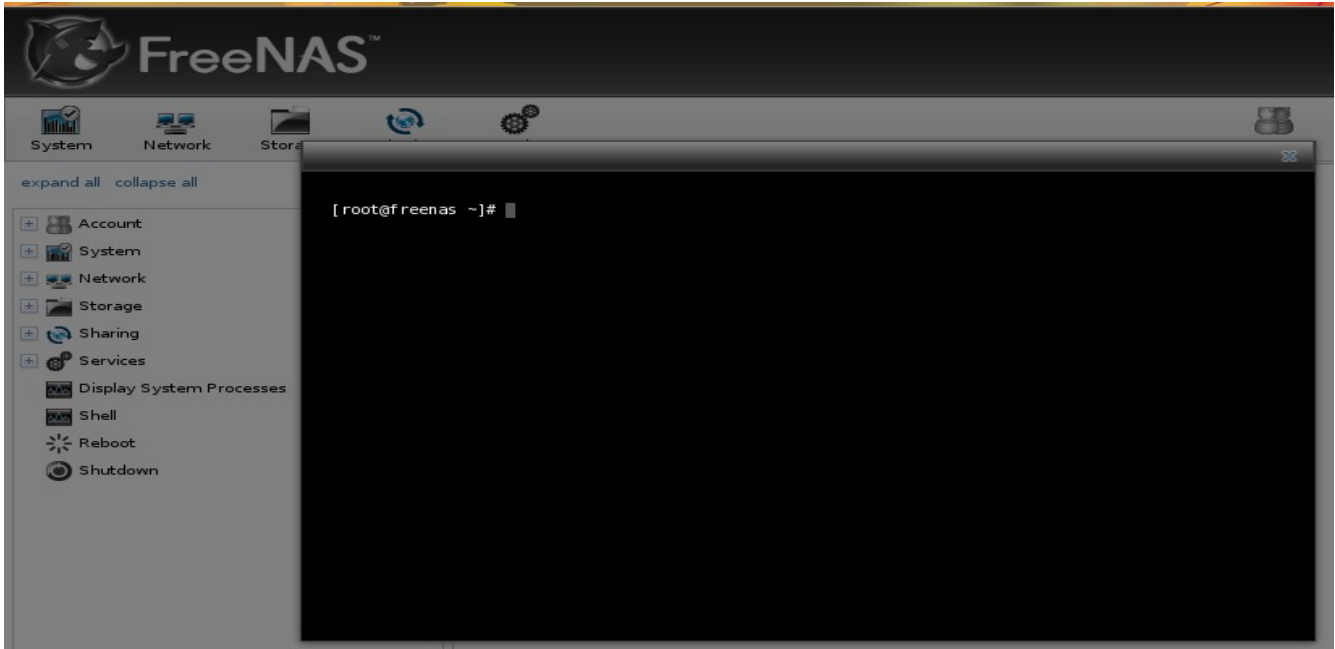 FreeNAS™
System
Network
Stora
expand all collapse all
[root@freenas ~]#
Account
System
Network
Storage
Sharing
Services
Display System Processes
Shell
Reboot
Shutdown